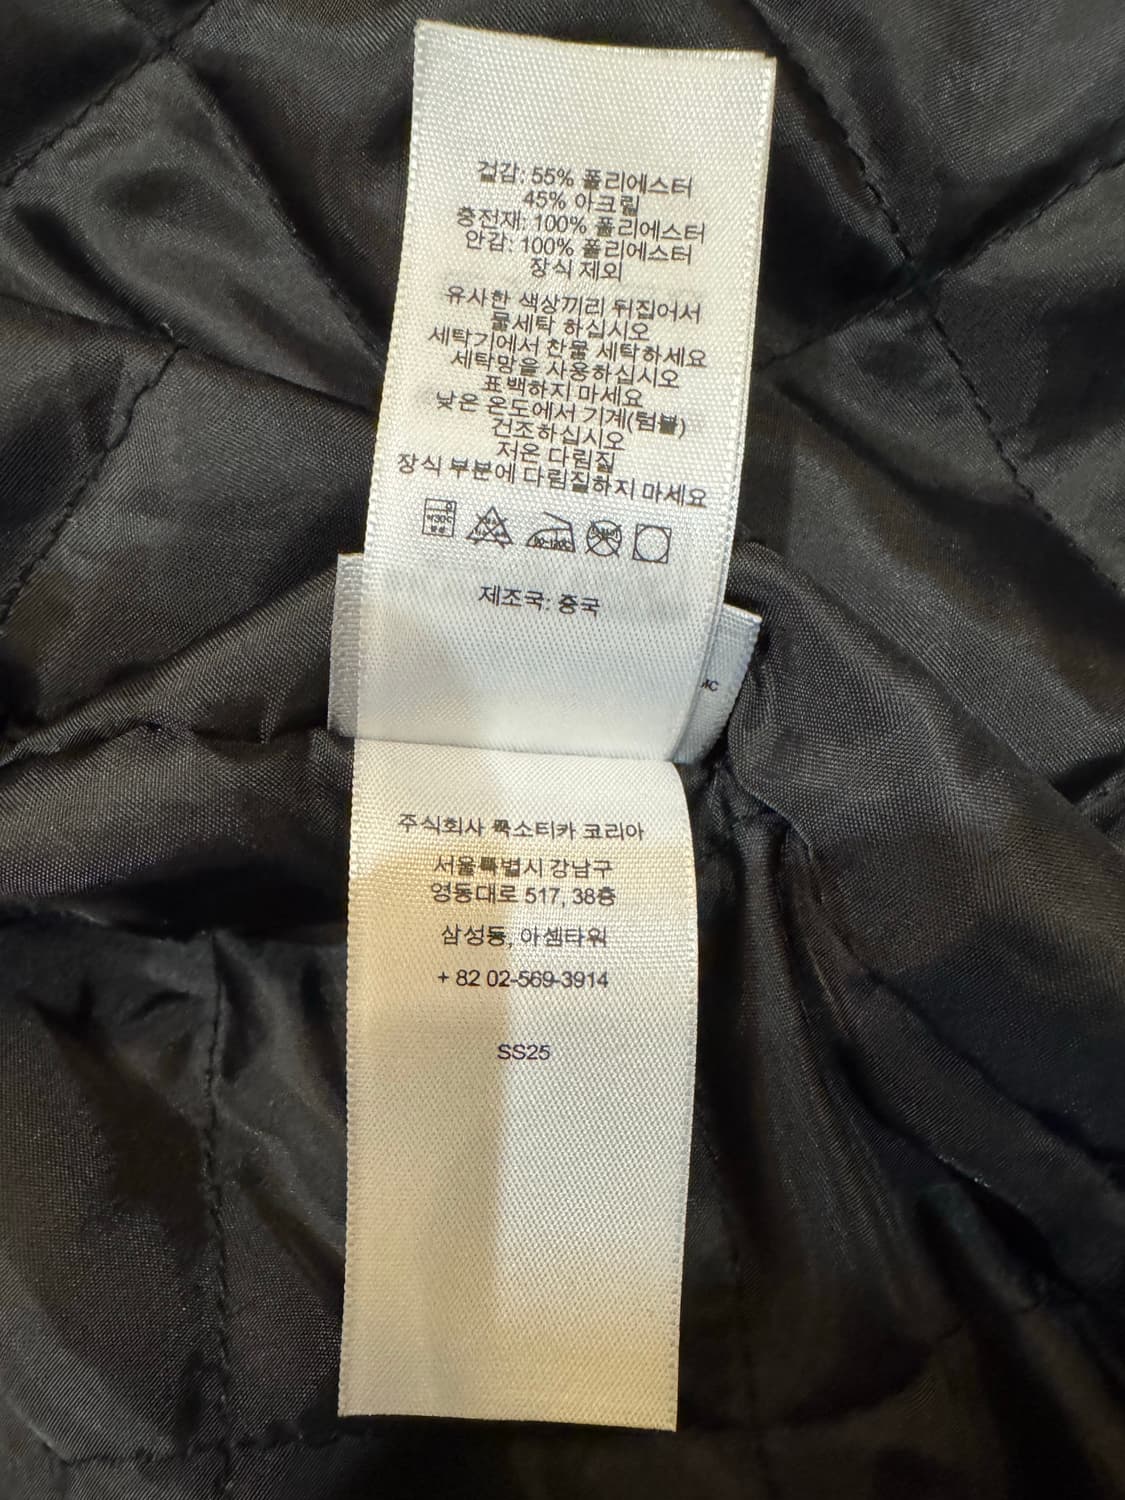 겉감: 55% 폴리에스터
45% 아크릴
충전재: 100% 폴리에스터
안감: 100% 폴리에스터
장식 제외
유사한 색상끼리 뒤집어서
물세탁 하십시오
세탁기에서 찬물 세탁하세요
세탁망을 사용하십시오
표백하지 마세요
낮은 온도에서 기계(텀블)
건조하십시오
저온 다림질
장식 부분에 다림질하지 마세요
제조국: 중국
주식회사 룩소티카 코리아
서울특별시 강남구
영동대로 517, 38층
삼성동, 아셈타워
+ 82 02-569-3914
SS25